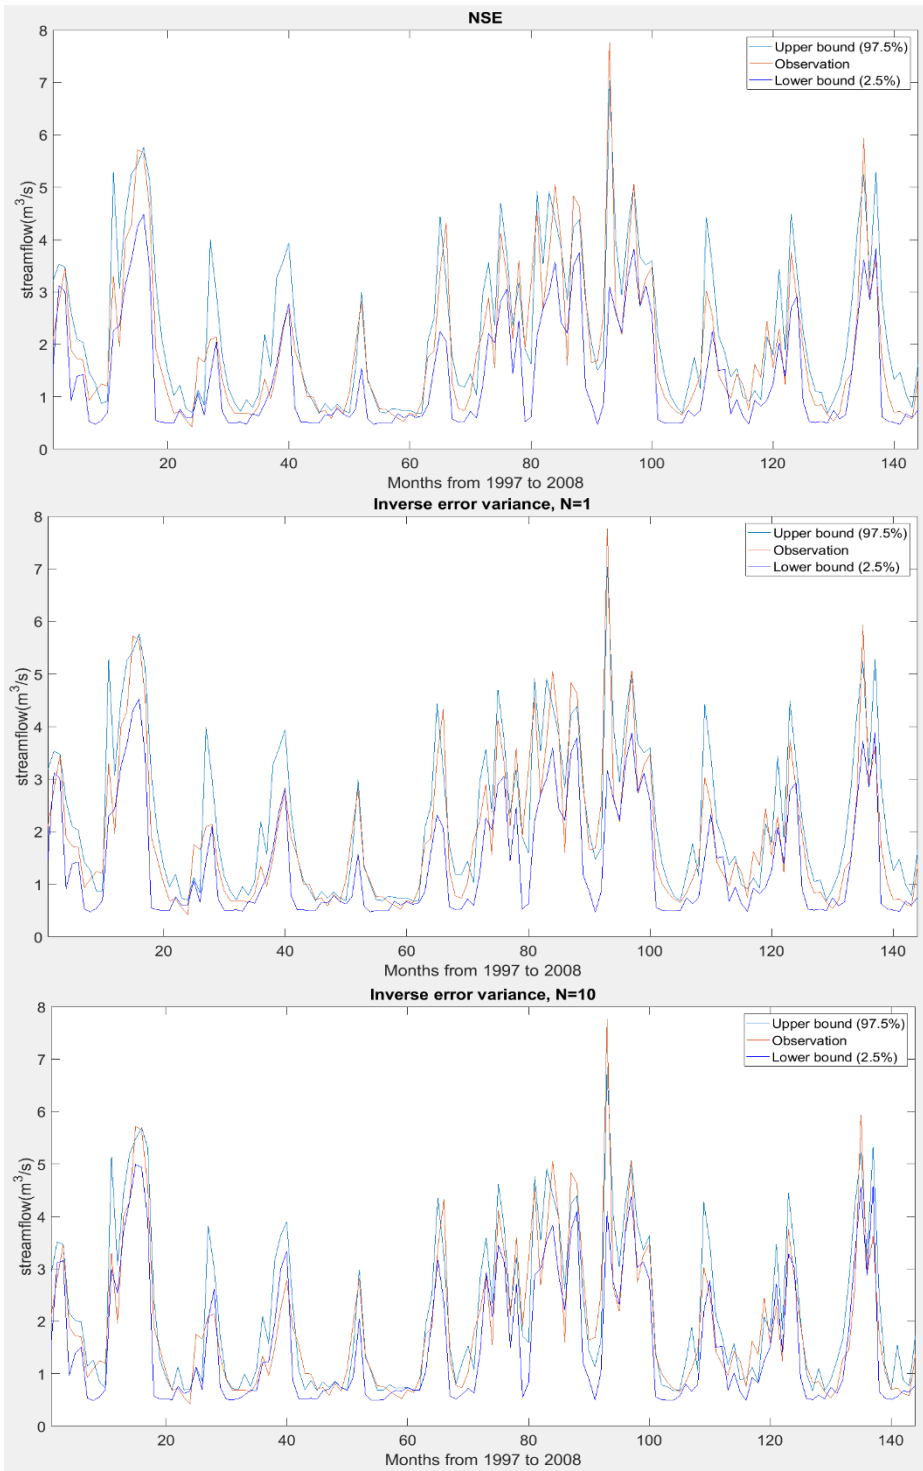 NSE
8
7
6
5
4
3
2
1
0
streamflow(m³/s)
Upper bound (97.5%)
Observation
Lower bound (2.5%)
20 40 60 80 100 120 140
Months from 1997 to 2008
Inverse error variance, N=1
8
7
6
5
4
3
2
1
0
streamflow(m³/s)
Upper bound (97.5%)
Observation
Lower bound (2.5%)
20 40 60 80 100 120 140
Months from 1997 to 2008
Inverse error variance, N=10
8
7
6
5
4
3
2
1
0
streamflow(m³/s)
Upper bound (97.5%)
Observation
Lower bound (2.5%)
20 40 60 80 100 120 140
Months from 1997 to 2008